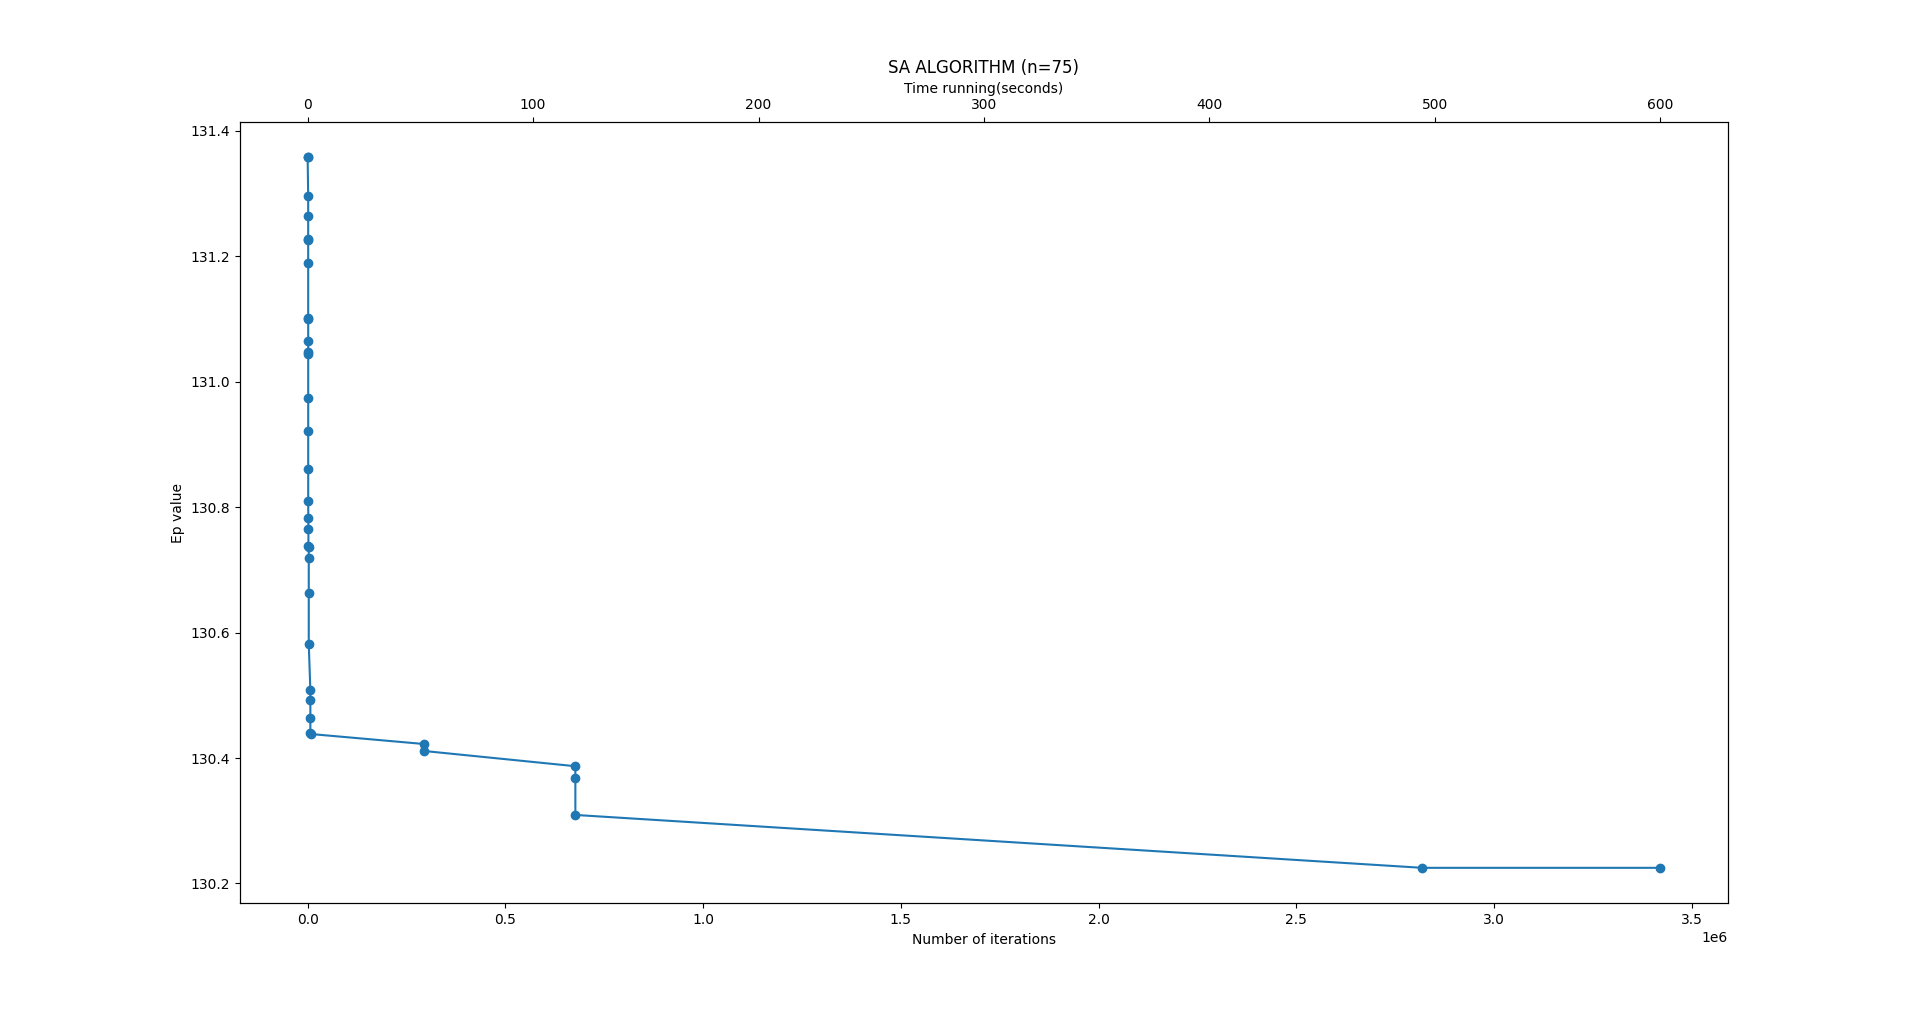 SA ALGORITHM (n=75)
Time running(seconds)
0 100 200 300 400 500 600
131.4
131.2
131.0
130.8
130.6
130.4
130.2
Ep value
0.0 0.5 1.0 1.5 2.0 2.5 3.0 3.5
1e6
Number of iterations